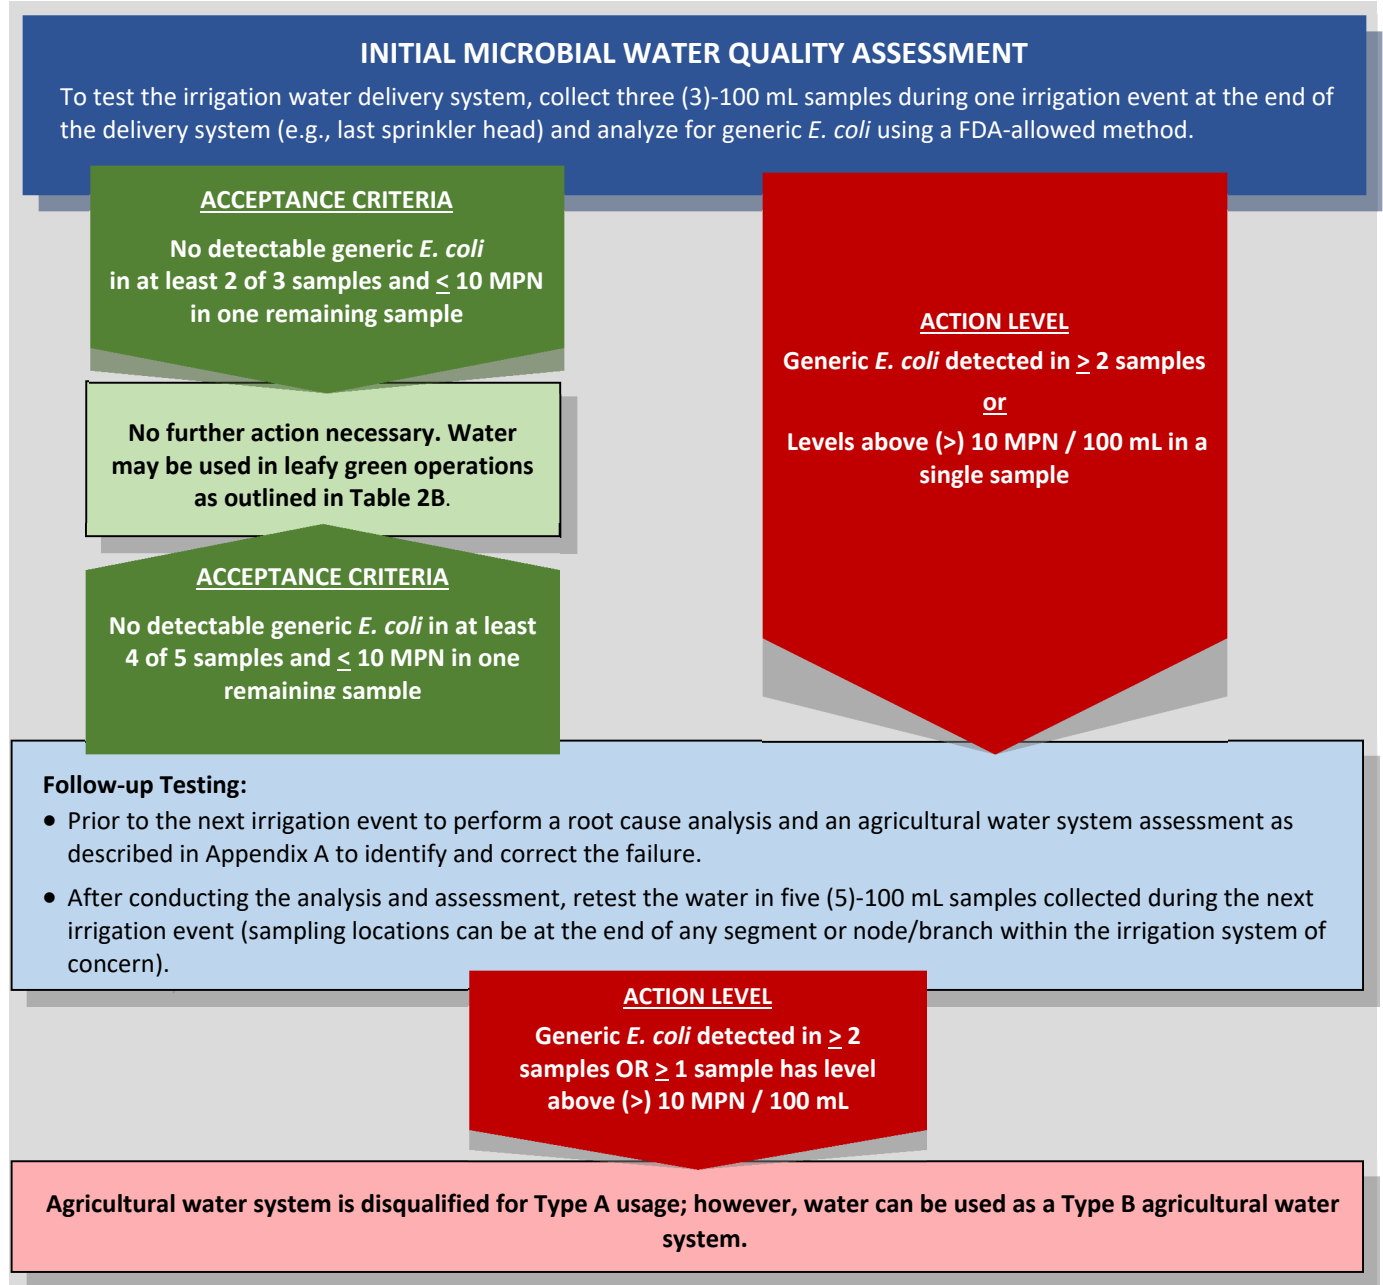 INITIAL MICROBIAL WATER QUALITY ASSESSMENT
To test the irrigation water delivery system, collect three (3)-100 mL samples during one irrigation event at the end of
the delivery system (e.g., last sprinkler head) and analyze for generic E. coli using a FDA-allowed method.
ACCEPTANCE CRITERIA
No detectable generic E. coli
in at least 2 of 3 samples and < 10 MPN
in one remaining sample
ACTION LEVEL
Generic E. coli detected in > 2 samples
or
Levels above (>) 10 MPN / 100 mL in a
single sample
No further action necessary. Water
may be used in leafy green operations
as outlined in Table 2B.
ACCEPTANCE CRITERIA
No detectable generic E. coli in at least
4 of 5 samples and < 10 MPN in one
remaining sample
Follow-up Testing:
• Prior to the next irrigation event to perform a root cause analysis and an agricultural water system assessment as
described in Appendix A to identify and correct the failure.
• After conducting the analysis and assessment, retest the water in five (5)-100 mL samples collected during the next
irrigation event (sampling locations can be at the end of any segment or node/branch within the irrigation system of
concern).
ACTION LEVEL
Generic E. coli detected in > 2
samples OR > 1 sample has level
above (>) 10 MPN / 100 mL
Agricultural water system is disqualified for Type A usage; however, water can be used as a Type B agricultural water
system.